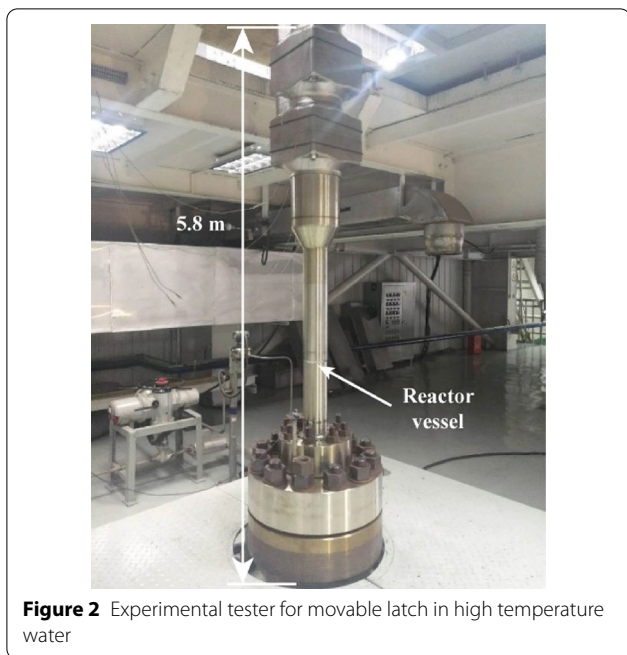 5.8 m
Reactor
vessel
Figure 2 Experimental tester for movable latch in high temperature
water